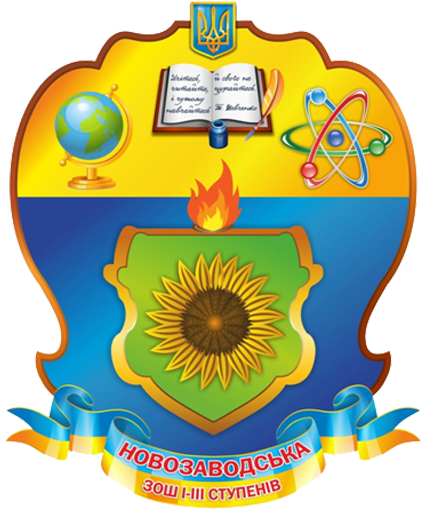 Учітесь,
читайте,
і чужому
навчайтесь,
й свого не
цурайтесь.
Т. Шевченко
НОВОЗАВОДСЬКА
ЗОШ І-ІІІ СТУПЕНІВ